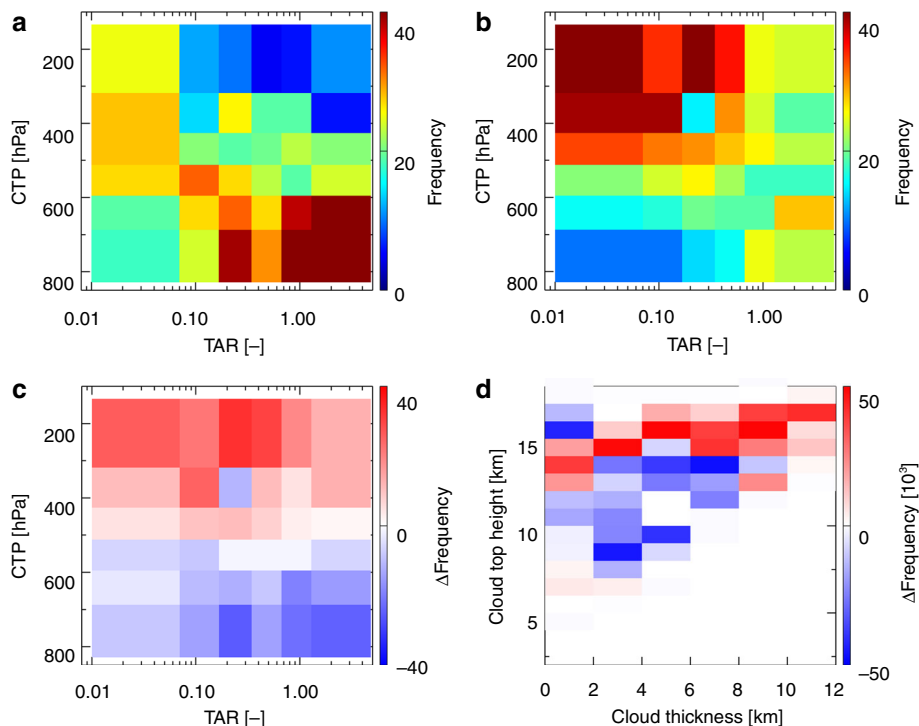 a
CTP [hPa]
200
400
600
800
0.01
0.10
1.00
TAR [–]
40
20
0
Frequency
b
CTP [hPa]
200
400
600
800
0.01
0.10
1.00
TAR [–]
40
20
0
Frequency
c
CTP [hPa]
200
400
600
800
0.01
0.10
1.00
TAR [–]
40
0
–40
ΔFrequency
d
Cloud top height [km]
15
10
5
0
2
4
6
8
10
12
Cloud thickness [km]
50
0
–50
ΔFrequency [10³]